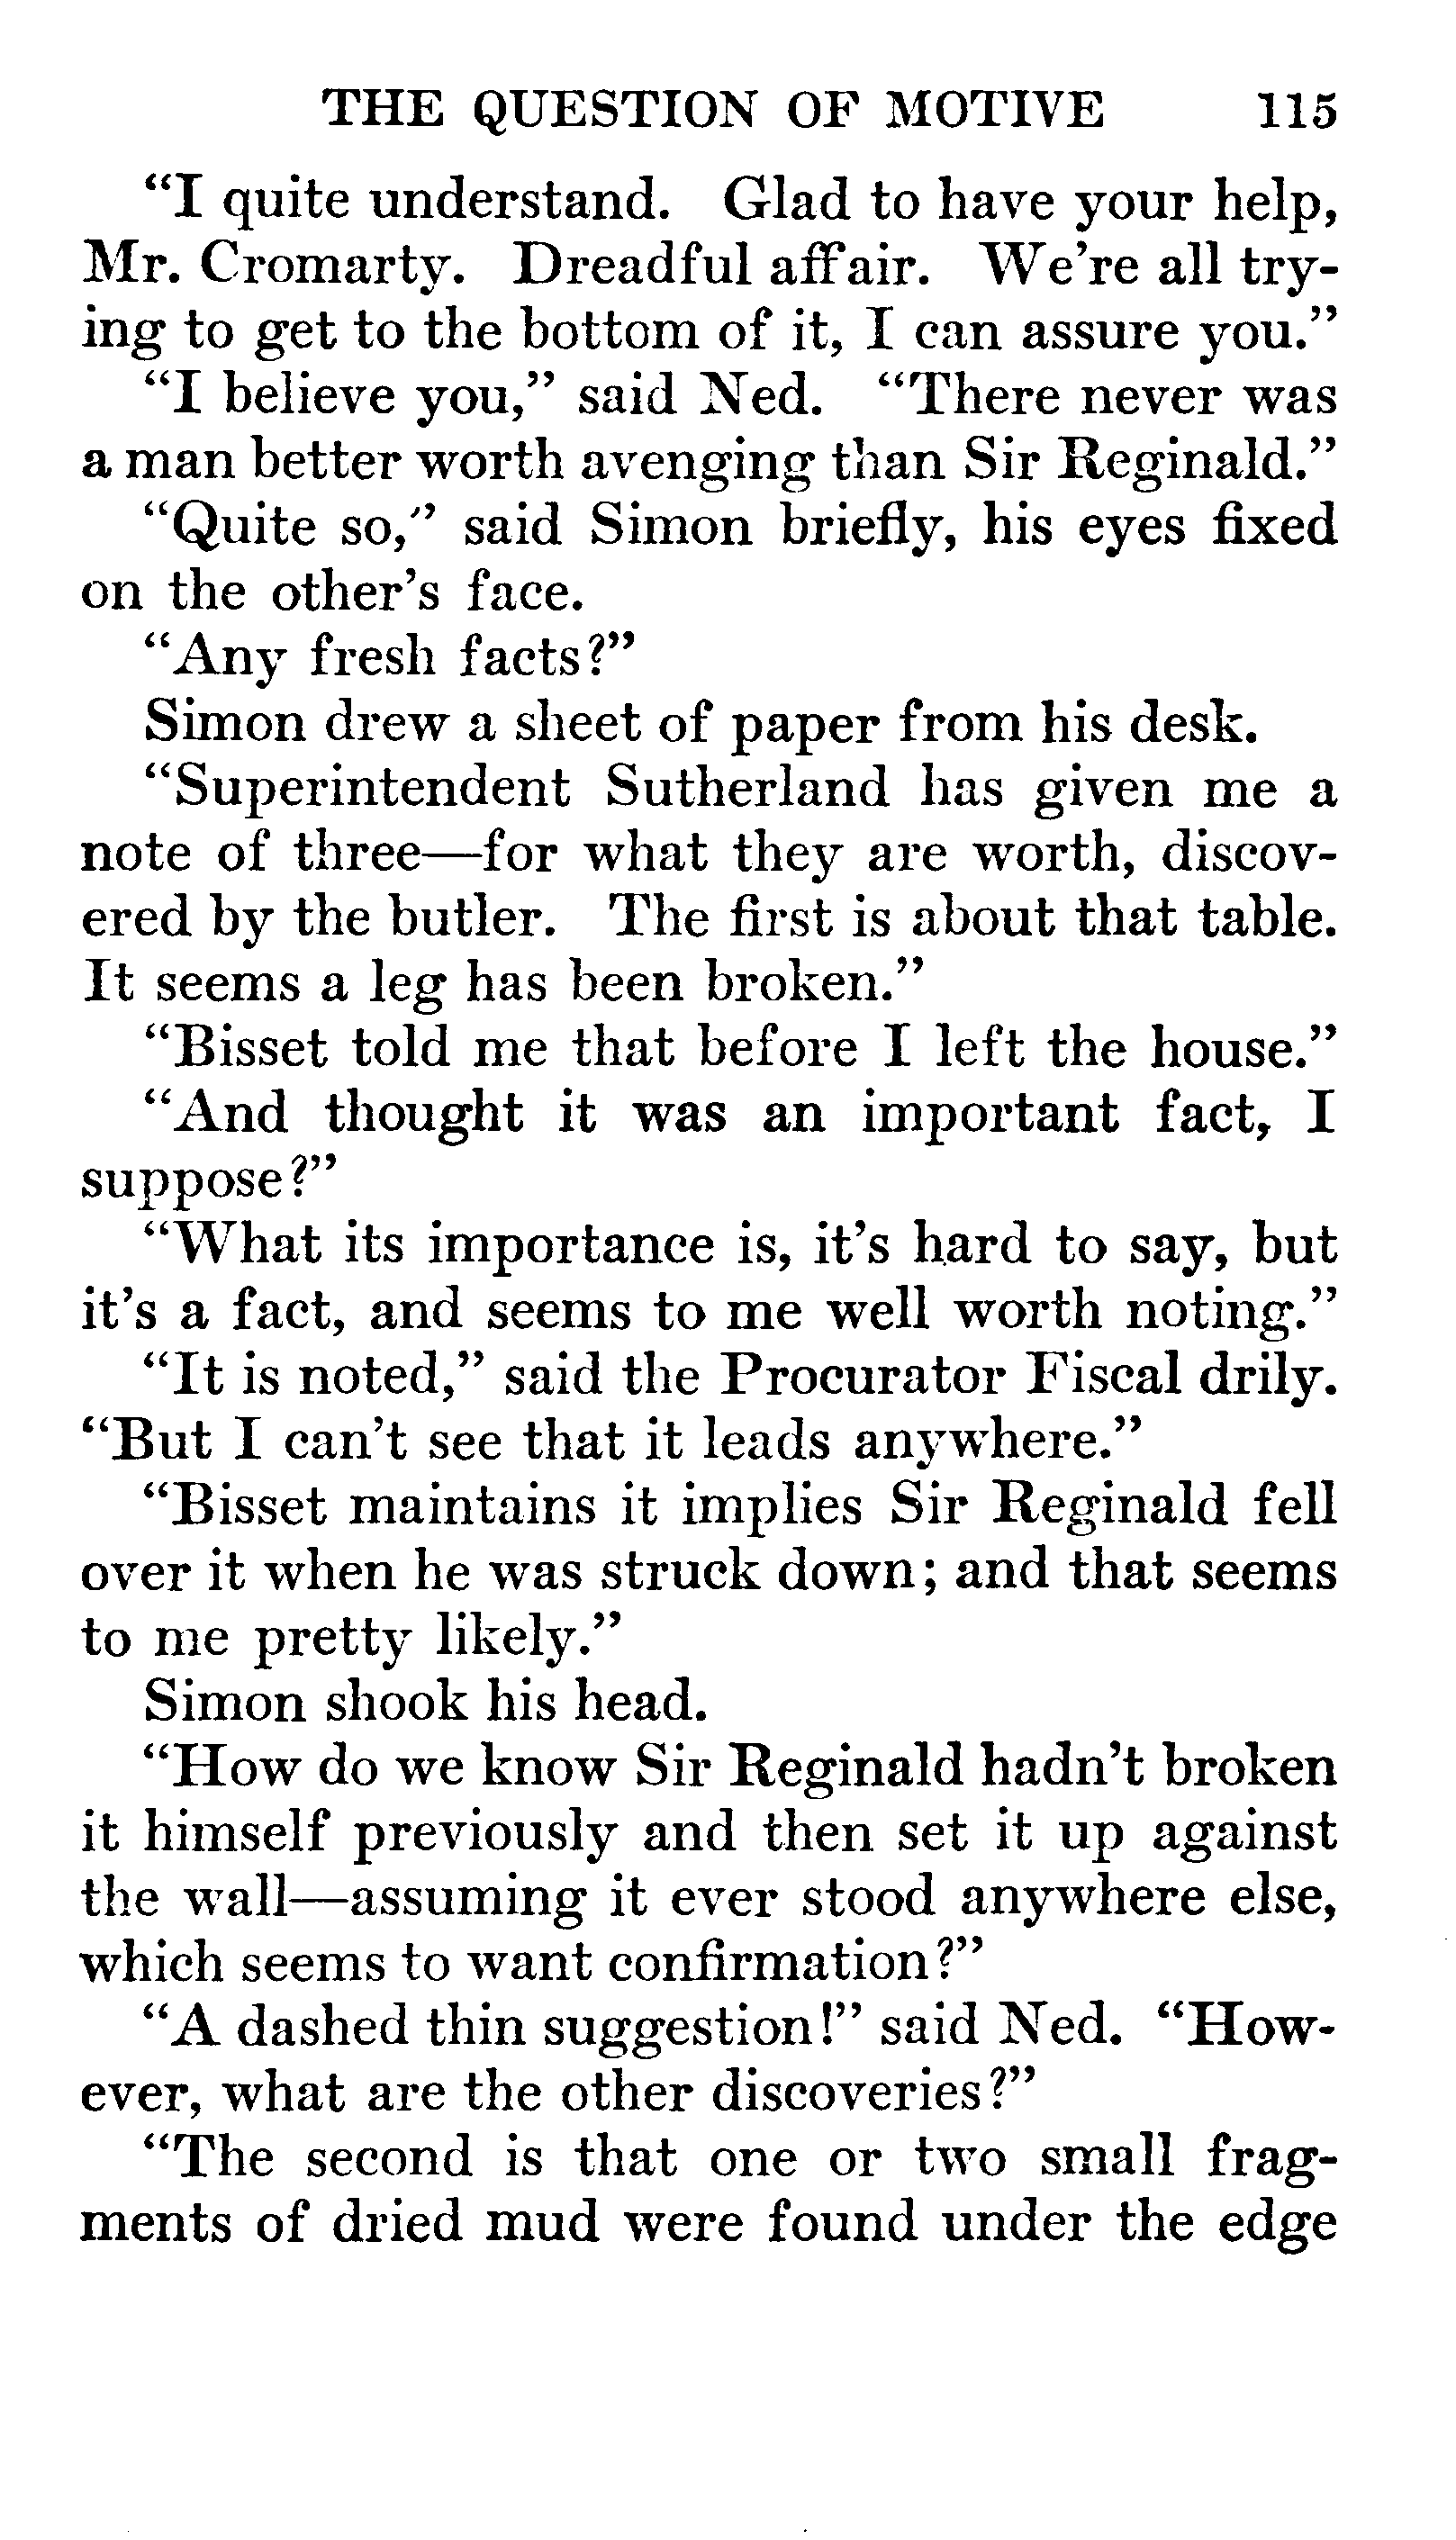 THE QUESTION OF MOTIVE 115
“I quite understand. Glad to have your help,
Mr. Cromarty. Dreadful affair. We're all try-
ing to get to the bottom of it, I can assure you.”
“I believe you,” said Ned. “There never was
a man better worth avenging than Sir Reginald.”
“Quite so,” said Simon briefly, his eyes fixed
on the other's face.
“Any fresh facts?”
Simon drew a sheet of paper from his desk.
“Superintendent Sutherland has given me a
note of three—for what they are worth, discov-
ered by the butler. The first is about that table.
It seems a leg has been broken.”
“Bisset told me that before I left the house.”
“And thought it was an important fact, I
suppose?”
“What its importance is, it's hard to say, but
it's a fact, and seems to me well worth noting.”
“It is noted,” said the Procurator Fiscal drily.
“But I can't see that it leads anywhere.”
“Bisset maintains it implies Sir Reginald fell
over it when he was struck down; and that seems
to me pretty likely.”
Simon shook his head.
“How do we know Sir Reginald hadn't broken
it himself previously and then set it up against
the wall—assuming it ever stood anywhere else,
which seems to want confirmation?”
“A dashed thin suggestion!” said Ned. “How-
ever, what are the other discoveries?”
“The second is that one or two small frag-
ments of dried mud were found under the edge